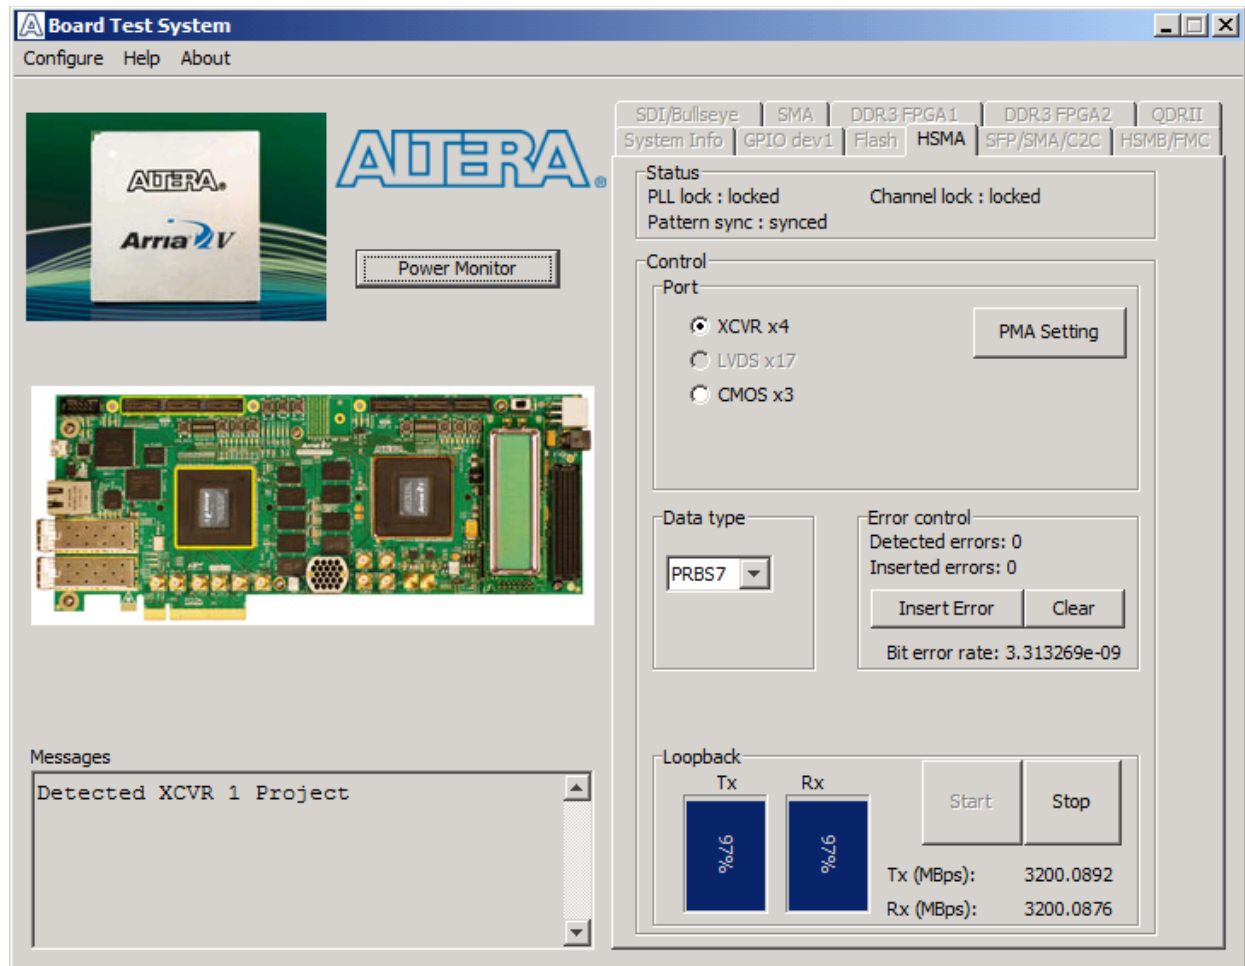 Board Test System
Configure Help About
ALTERA®
Arria V
ALTERA®
Power Monitor
SDI/Bullseye SMA DDR3 FPGA1 DDR3 FPGA2 QDRII
System Info GPIO dev1 Flash HSMA SFP/SMA/C2C HSMB/FMC
Status
PLL lock : locked Channel lock : locked
Pattern sync : synced
Control
Port
XCVR x4
PMA Setting
LVDS x17
CMOS x3
Data type
PRBS7
Error control
Detected errors: 0
Inserted errors: 0
Insert Error Clear
Bit error rate: 3.313269e-09
Messages
Detected XCVR 1 Project
Loopback
Tx Rx
97% 97%
Start Stop
Tx (MBps): 3200.0892
Rx (MBps): 3200.0876